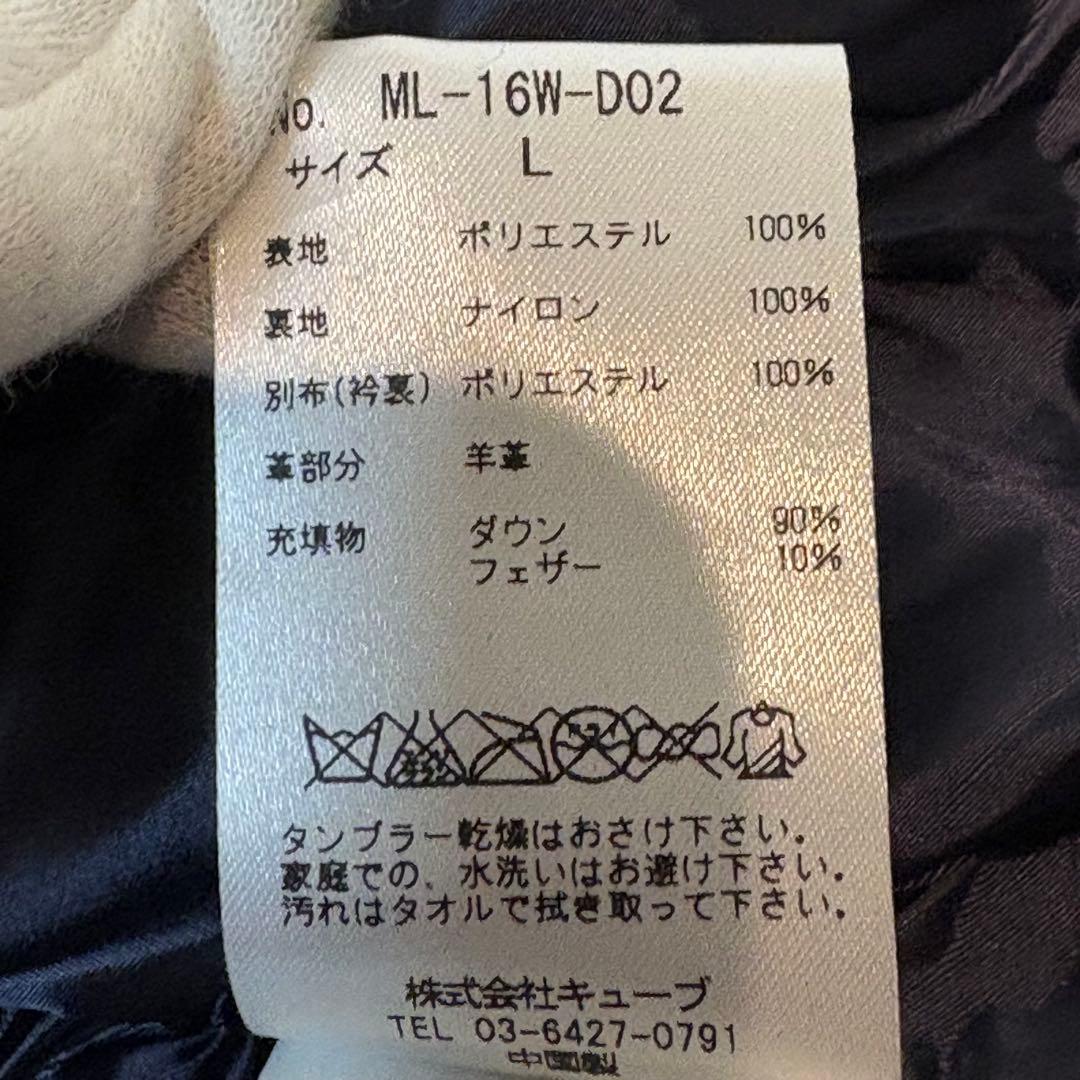 No. ML-16W-D02
サイズ L
表地 ポリエステル 100%
裏地 ナイロン 100%
別布(衿裏) ポリエステル 100%
革部分 羊革
充填物 ダウン 90%
フェザー 10%
タンブラー乾燥はおさけ下さい。
家庭での、水洗いはお避け下さい。
汚れはタオルで拭き取って下さい。
株式会社キューブ
TEL 03-6427-0791
中国製